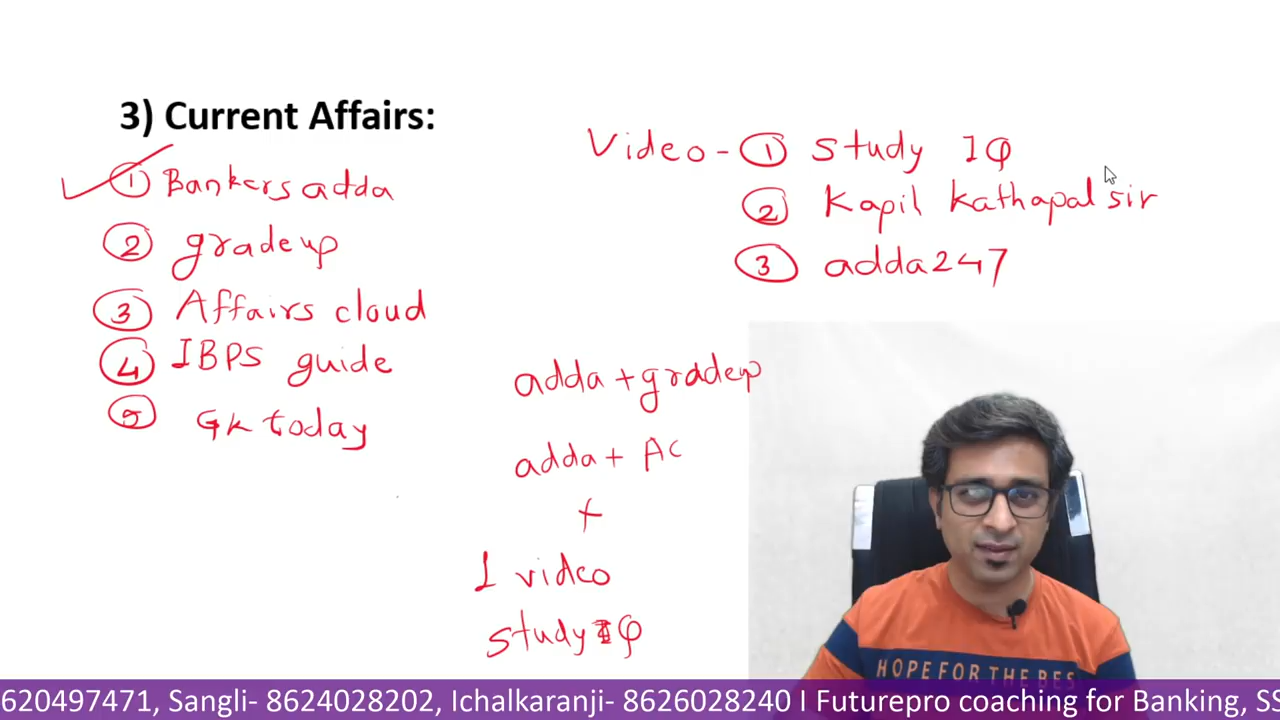 3) Current Affairs:
① Bankers adda
② gradeup
③ Affairs cloud
④ IBPS guide
⑤ GK today
Video - ① Study IQ
② Kapil Kathapal sir
③ adda247
adda + gradeup
adda + AC
+
1 video
Study IQ
HOPE FOR THE BES
620497471, Sangli- 8624028202, Ichalkaranji- 8626028240 I Futurepro coaching for Banking, SS